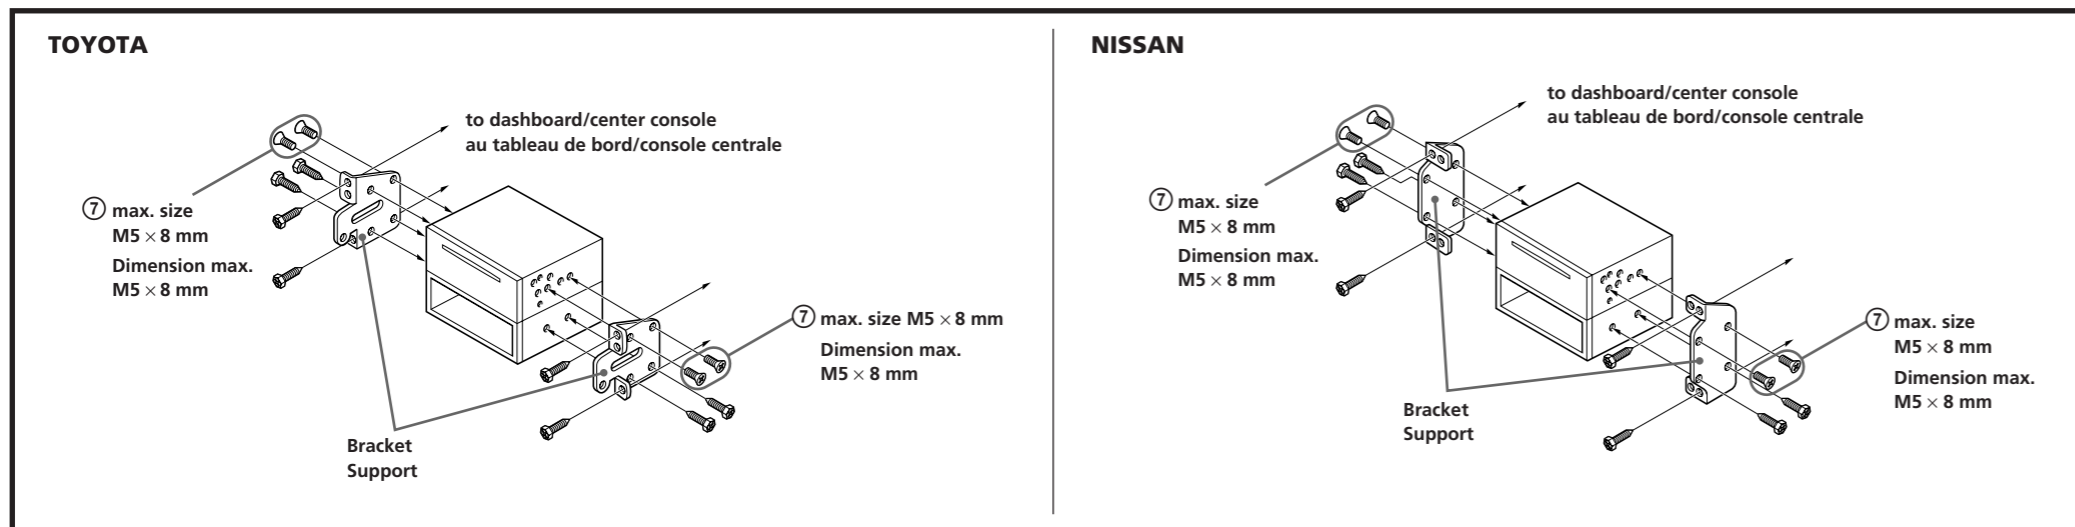 TOYOTA
to dashboard/center console
au tableau de bord/console centrale
⑦ max. size
M5 × 8 mm
Dimension max.
M5 × 8 mm
⑦ max. size M5 × 8 mm
Dimension max.
M5 × 8 mm
Bracket
Support
NISSAN
to dashboard/center console
au tableau de bord/console centrale
⑦ max. size
M5 × 8 mm
Dimension max.
M5 × 8 mm
⑦ max. size
M5 × 8 mm
Dimension max.
M5 × 8 mm
Bracket
Support